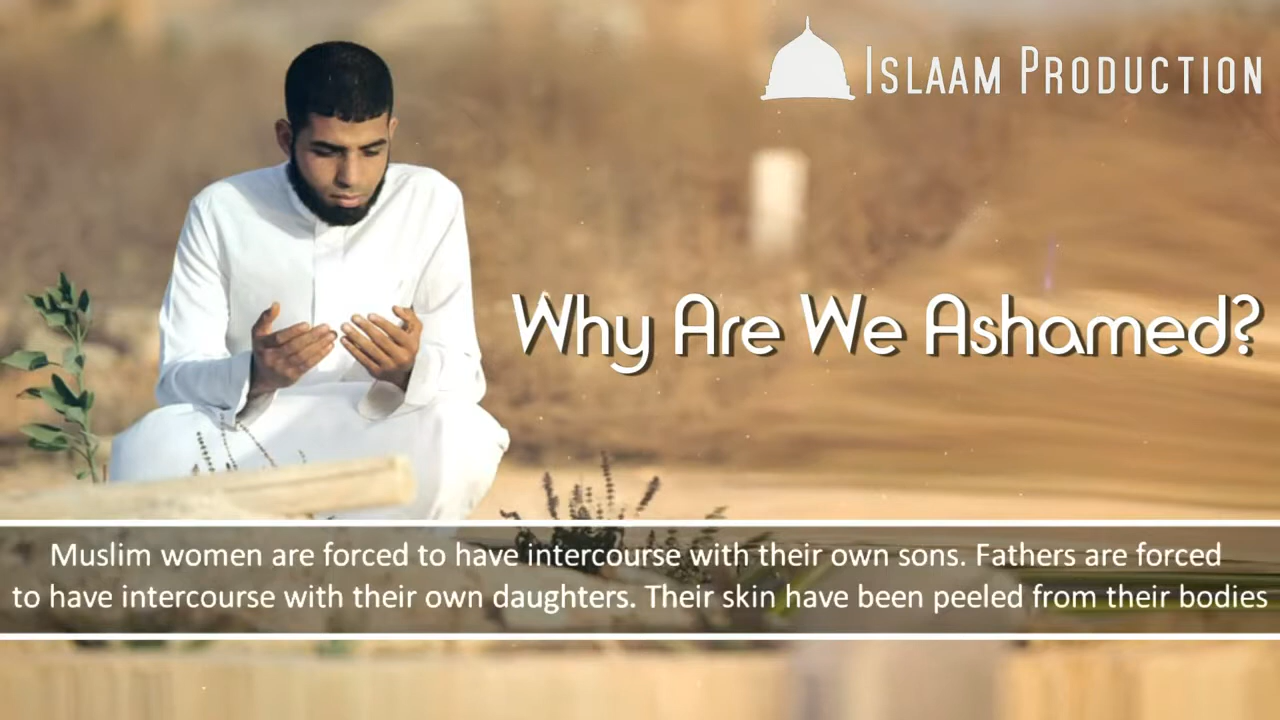 ISLAAM PRODUCTION
Why Are We Ashamed?
Muslim women are forced to have intercourse with their own sons. Fathers are forced
to have intercourse with their own daughters. Their skin have been peeled from their bodies